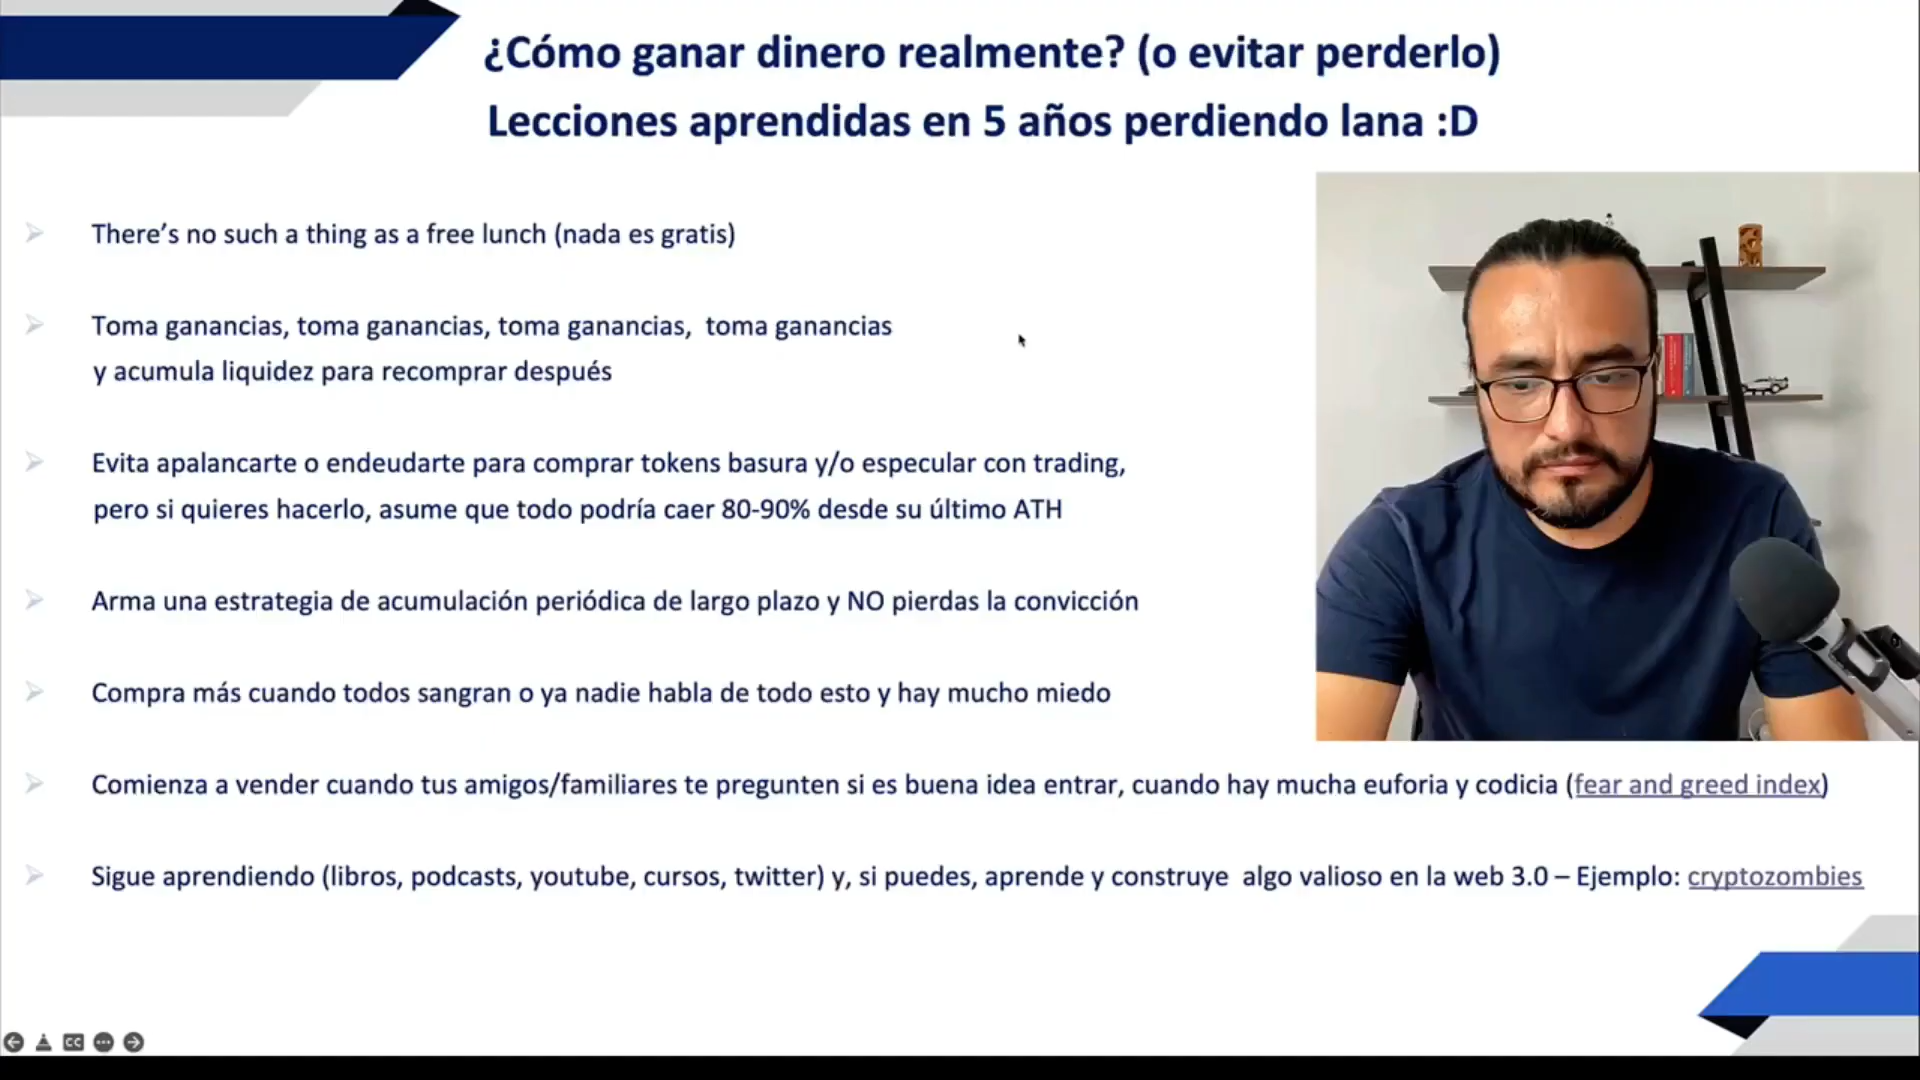 ¿Cómo ganar dinero realmente? (o evitar perderlo)
Lecciones aprendidas en 5 años perdiendo lana :D
There's no such a thing as a free lunch (nada es gratis)
Toma ganancias, toma ganancias, toma ganancias, toma ganancias
y acumula liquidez para recomprar después
Evita apalancarte o endeudarte para comprar tokens basura y/o especular con trading,
pero si quieres hacerlo, asume que todo podría caer 80-90% desde su último ATH
Arma una estrategia de acumulación periódica de largo plazo y NO pierdas la convicción
Compra más cuando todos sangran o ya nadie habla de todo esto y hay mucho miedo
Comienza a vender cuando tus amigos/familiares te pregunten si es buena idea entrar, cuando hay mucha euforia y codicia (fear and greed index)
Sigue aprendiendo (libros, podcasts, youtube, cursos, twitter) y, si puedes, aprende y construye algo valioso en la web 3.0 – Ejemplo: cryptozombies
CC